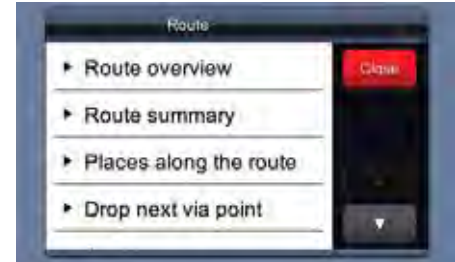 Route
Route overview
Close
Route summary
Places along the route
Drop next via point